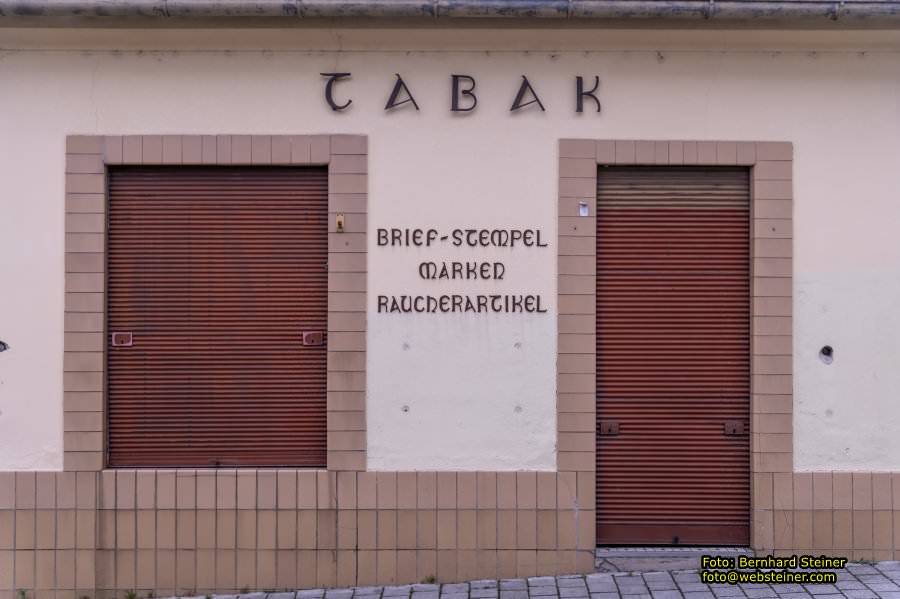 TABAK
BRIEF-STEMPEL
MARKEN
RAUCHERARTIKEL
Foto: Bernhard Steiner
foto@websteiner.com